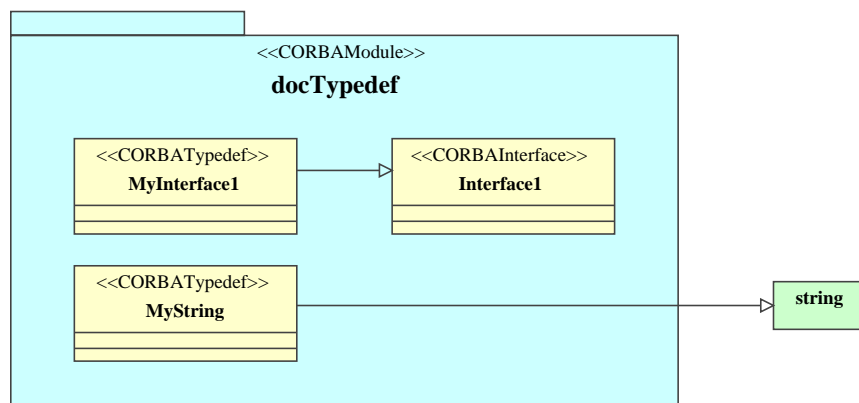 <<CORBAModule>>
docTypedef
<<CORBATypedef>>
MyInterface1
<<CORBAInterface>>
Interface1
<<CORBATypedef>>
MyString
string